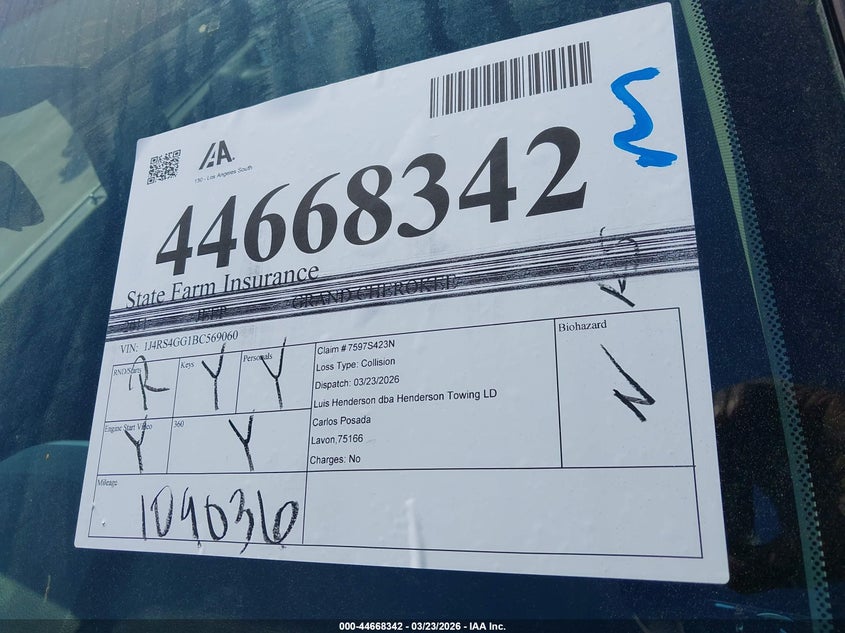 IAA.
130 - Los Angeles South
44668342
State Farm Insurance
2011 JEEP GRAND CHEROKEE
VIN: 1J4RS4GG1BC569060
RND/Starts R
Keys Y
Personals Y
Engine Start Video Y
360 Y
Claim # 7597S423N
Loss Type: Collision
Dispatch: 03/23/2026
Luis Henderson dba Henderson Towing LD
Carlos Posada
Lavon,75166
Charges: No
Biohazard
N
Mileage
109036
000-44668342 - 03/23/2026 - IAA Inc.